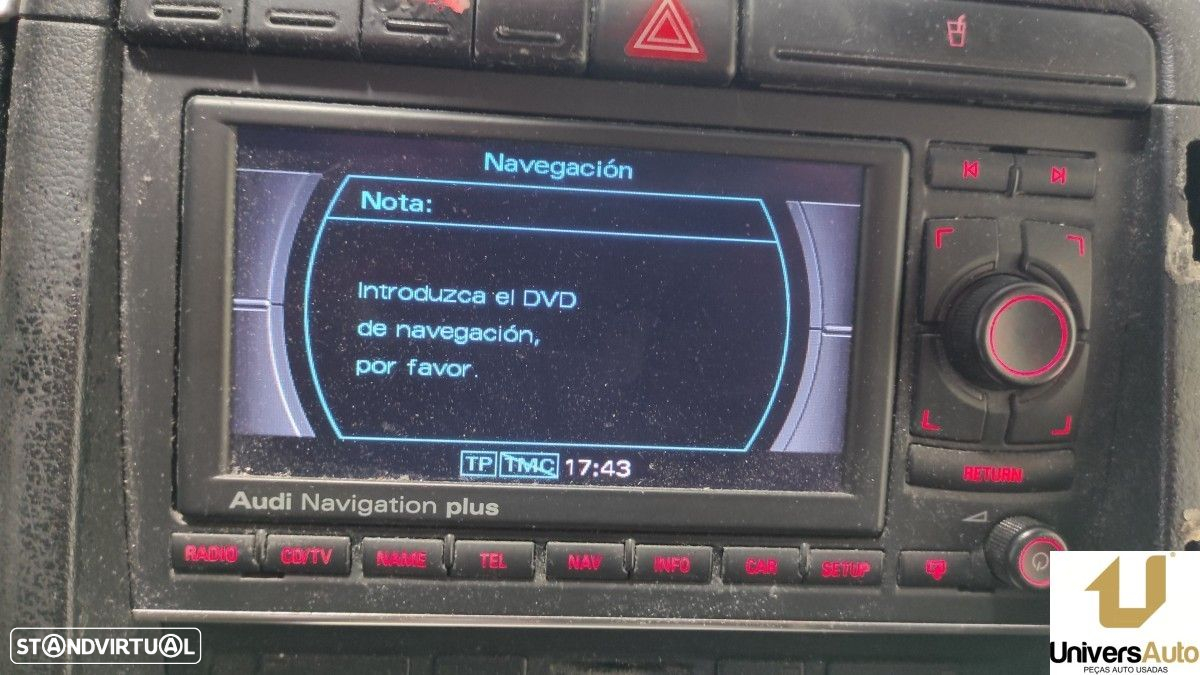 Navegación
Nota:
Introduzca el DVD
de navegación,
por favor.
TP TMC 17:43
Audi Navigation plus
RETURN
RADIO CD/TV NAME TEL NAV INFO CAR SETUP
STANDVIRTUAL
UniversAuto
PEÇAS AUTO USADAS